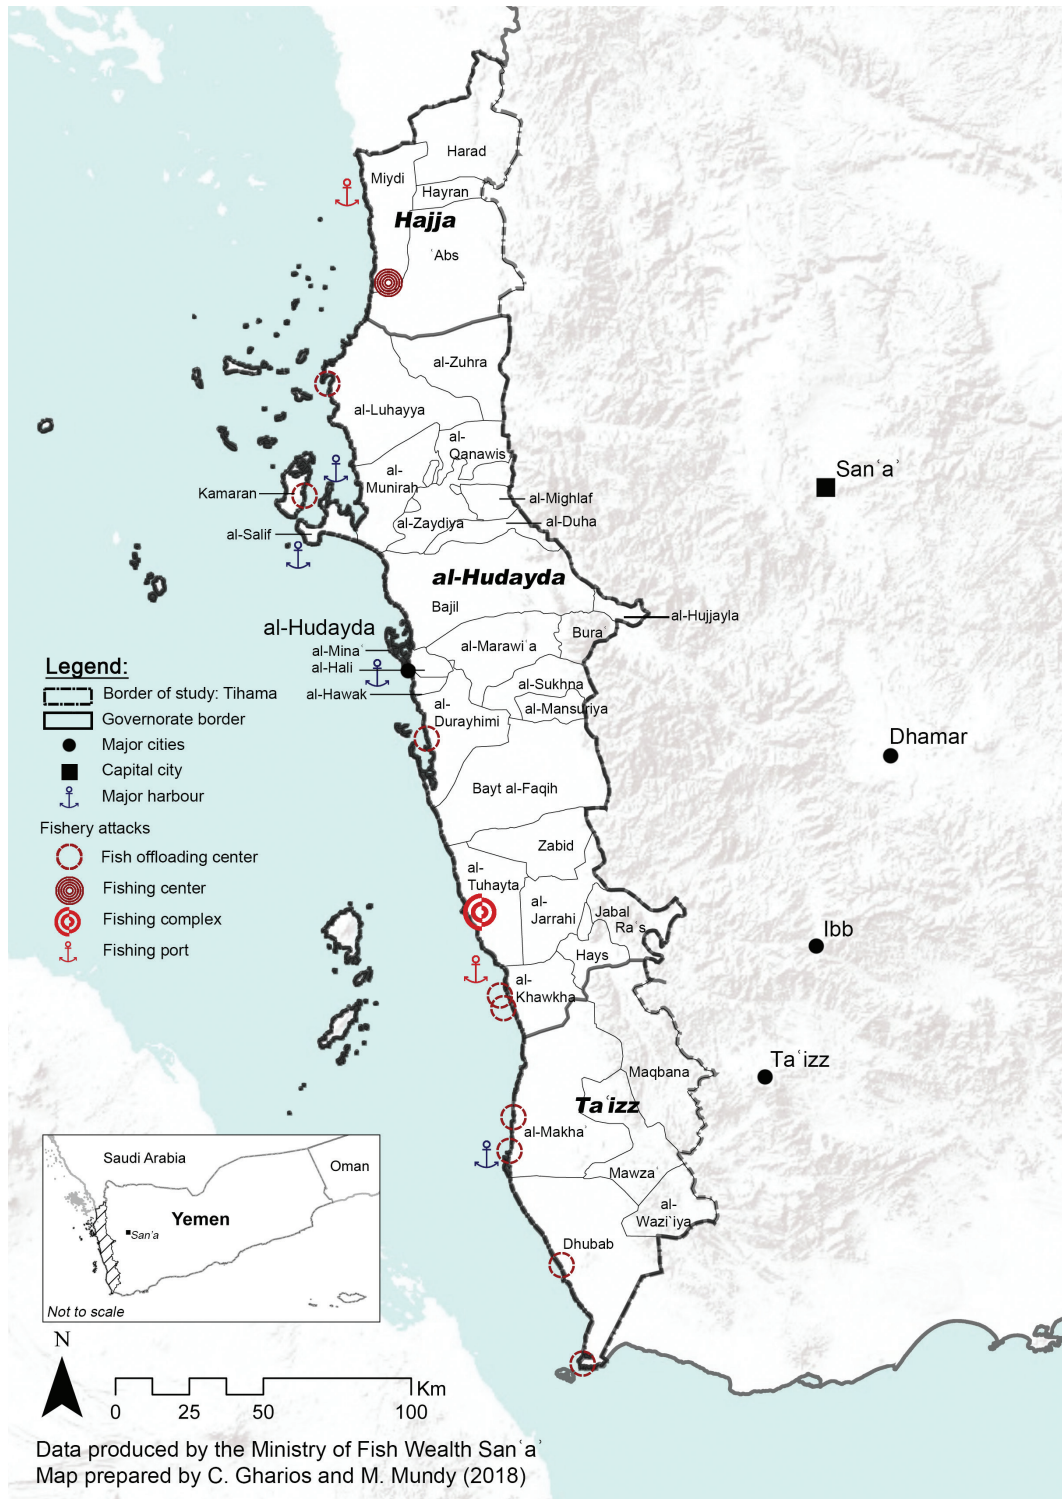 Harad
Miydi
Hayran
Hajja
ʿAbs
al-Zuhra
al-Luhayya
al-
Qanawis
al-
Munirah
Kamaran
al-Mighlaf
al-Zaydiya
al-Duha
al-Salif
Sanʿaʾ
al-Hudayda
Bajil
al-Hujjayla
Buraʿ
al-Hudayda
al-Marawiʿa
al-Minaʾ
al-Hali
al-Sukhna
al-Hawak
al-Mansuriya
al-
Durayhimi
Dhamar
Bayt al-Faqih
Zabid
al-
Tuhayta
al-
Jarrahi
Jabal
Raʾs
Ibb
Hays
al-
Khawkha
Taʿizz
Maqbana
Taʿizz
al-Makhaʾ
Mawzaʿ
al-
Waziʿiya
Dhubab
Legend:
Border of study: Tihama
Governorate border
Major cities
Capital city
Major harbour
Fishery attacks
Fish offloading center
Fishing center
Fishing complex
Fishing port
Saudi Arabia
Oman
Yemen
San'a
Not to scale
N
Km
0 25 50 100
Data produced by the Ministry of Fish Wealth Sanʿaʾ
Map prepared by C. Gharios and M. Mundy (2018)